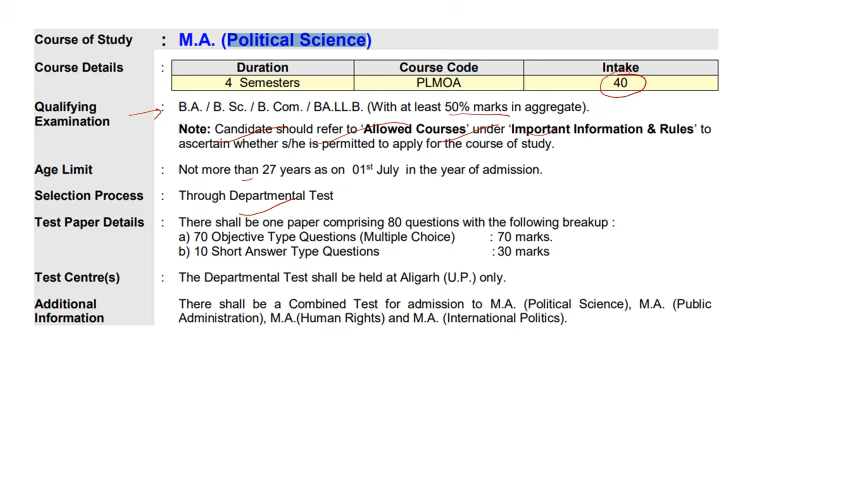 Course of Study : M.A. (Political Science)
Course Details : Duration Course Code Intake
4 Semesters PLMOA 40
Qualifying : B.A. / B. Sc. / B. Com. / BA.LL.B. (With at least 50% marks in aggregate).
Examination
Note: Candidate should refer to ‘Allowed Courses’ under ‘Important Information & Rules’ to
ascertain whether s/he is permitted to apply for the course of study.
Age Limit : Not more than 27 years as on 01st July in the year of admission.
Selection Process : Through Departmental Test
Test Paper Details : There shall be one paper comprising 80 questions with the following breakup :
a) 70 Objective Type Questions (Multiple Choice) : 70 marks.
b) 10 Short Answer Type Questions : 30 marks
Test Centre(s) : The Departmental Test shall be held at Aligarh (U.P.) only.
Additional : There shall be a Combined Test for admission to M.A. (Political Science), M.A. (Public
Information Administration), M.A.(Human Rights) and M.A. (International Politics).